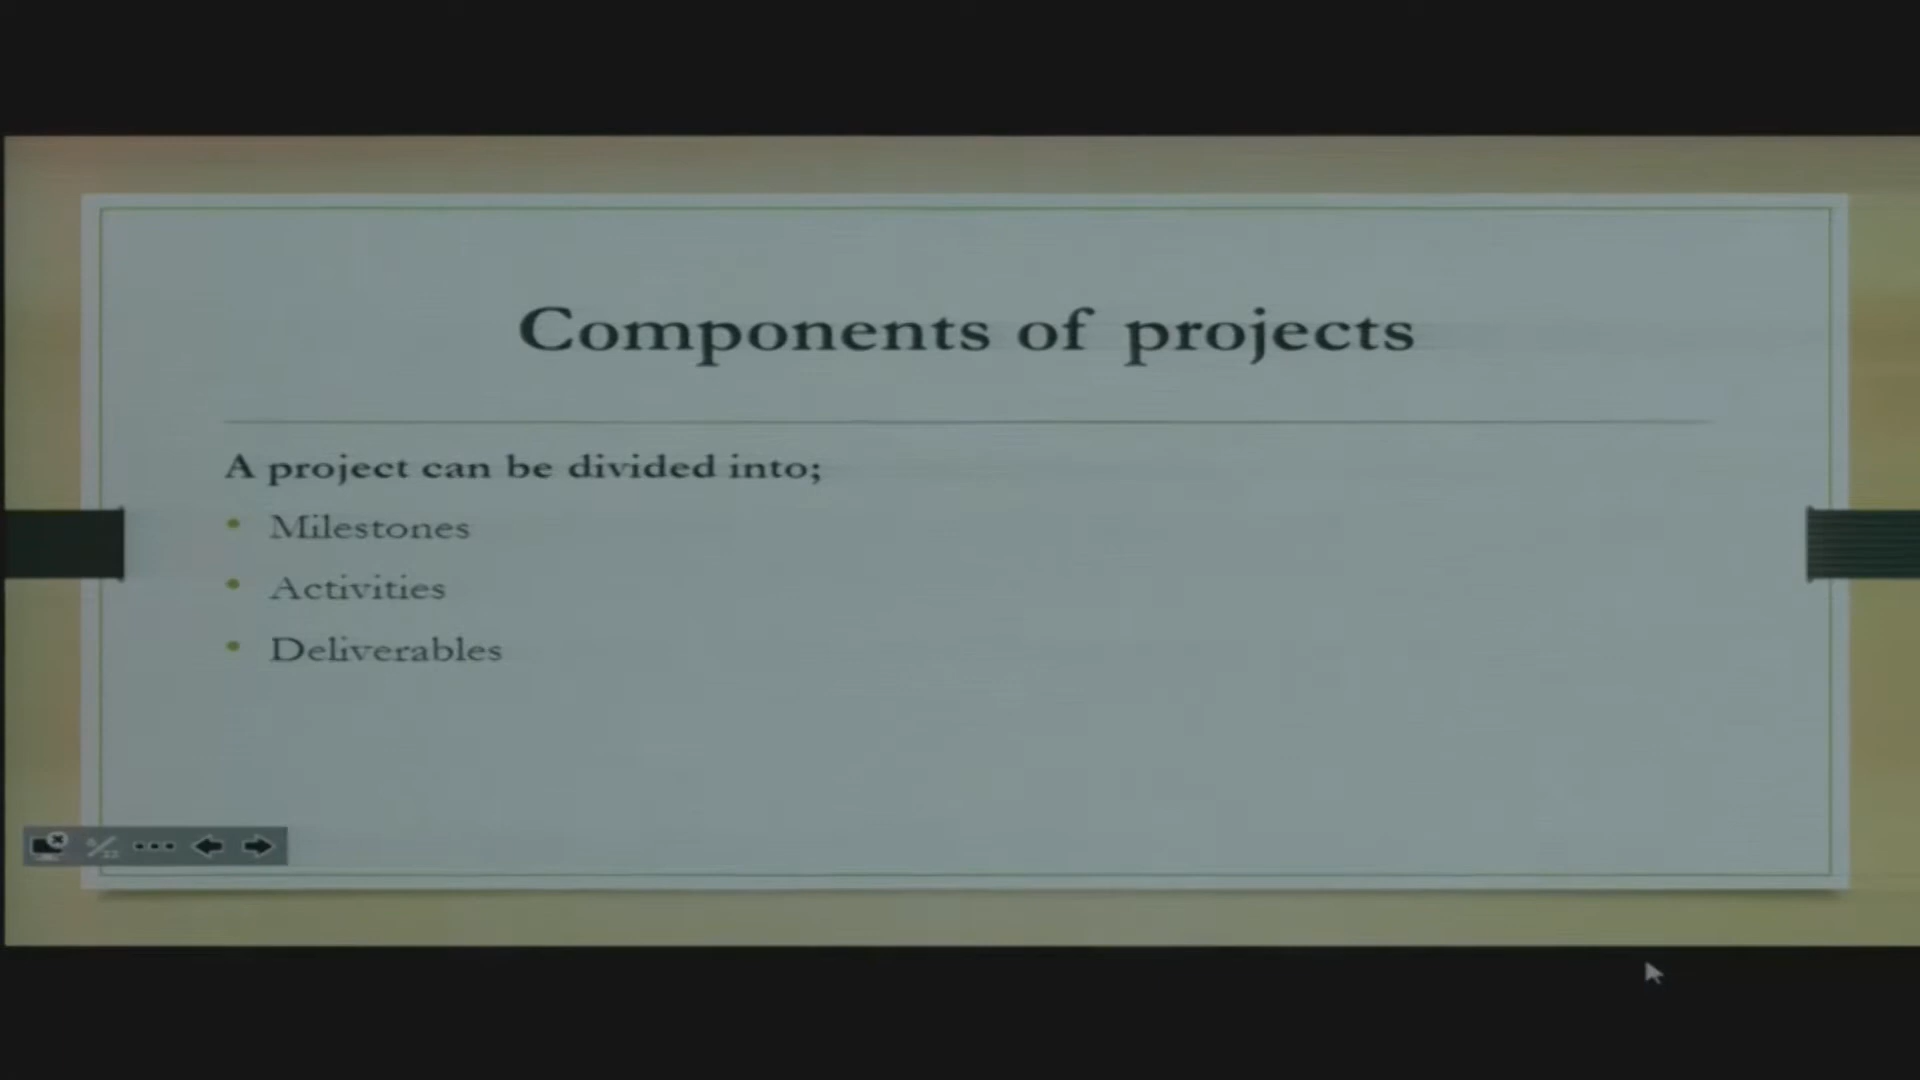 Components of projects
A project can be divided into;
• Milestones
• Activities
• Deliverables